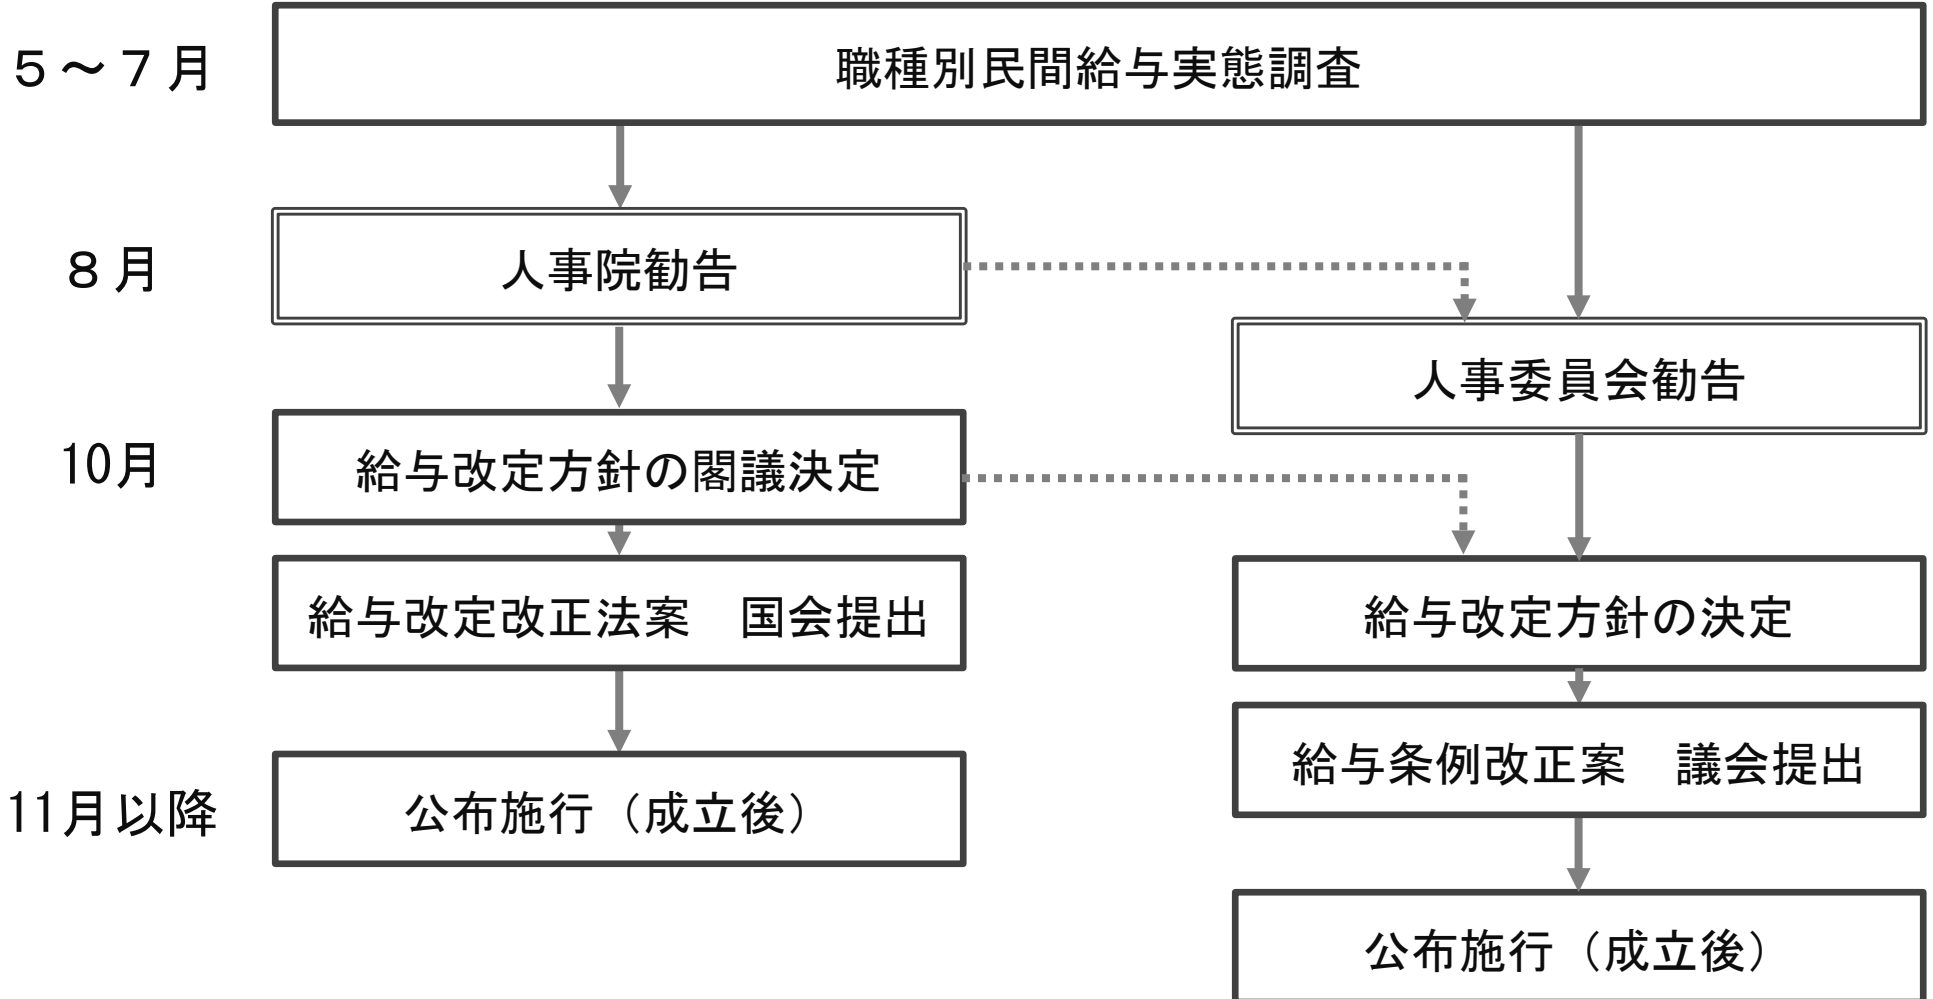 ５～７月
職種別民間給与実態調査
８月
人事院勧告
人事委員会勧告
10月
給与改定方針の閣議決定
給与改定改正法案　国会提出
給与改定方針の決定
給与条例改正案　議会提出
11月以降
公布施行（成立後）
公布施行（成立後）